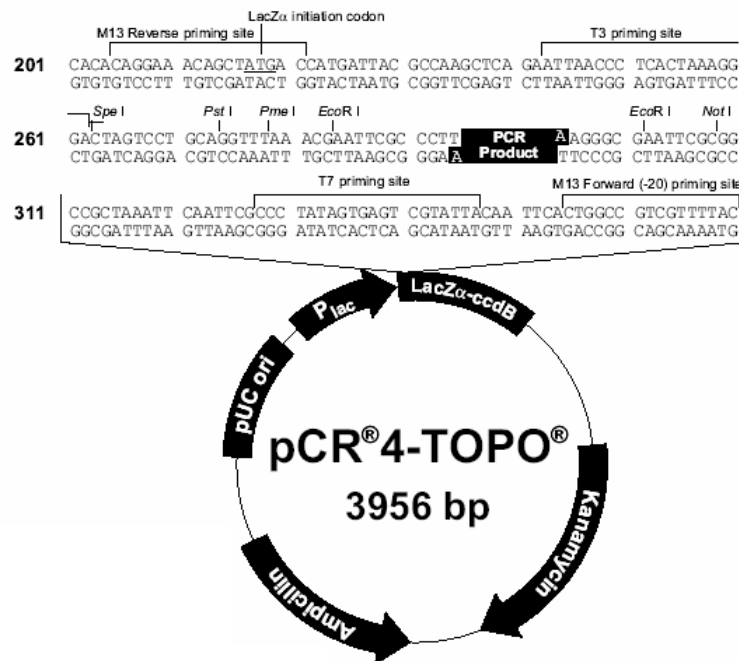 LacZα initiation codon
M13 Reverse priming site T3 priming site
201 CACACAGGAA ACAGCTATGA CCATGATTAC GCCAAGCTCA GAATTAACCC TCACTAAAGG
GTGTGTCCTT TGTCGATACT GGTACTAATG CGGTTCGAGT CTTAATTGGG AGTGATTTCC
Spe I Pst I Pme I EcoR I EcoR I Not I
261 GACTAGTCCT GCAGGTTTAA ACGAATTCGC CCTT PCR Product AAGGGC GAATTCGCGG
CTGATCAGGA CGTCCAAATT TGCTTAAGCG GGAA TTCCCG CTTAAGCGCC
T7 priming site M13 Forward (-20) priming site
311 CCGCTAAATT CAATTCGCCC TATAGTGAGT CGTATTACAA TTCACTGGCC GTCGTTTTAC
GGCGATTTAA GTTAAGCGGG ATATCACTCA GCATAATGTT AAGTGACCGG CAGCAAAATG
Plac
LacZα-ccdB
pUC ori
pCR®4-TOPO®
3956 bp
Kanamycin
Ampicillin